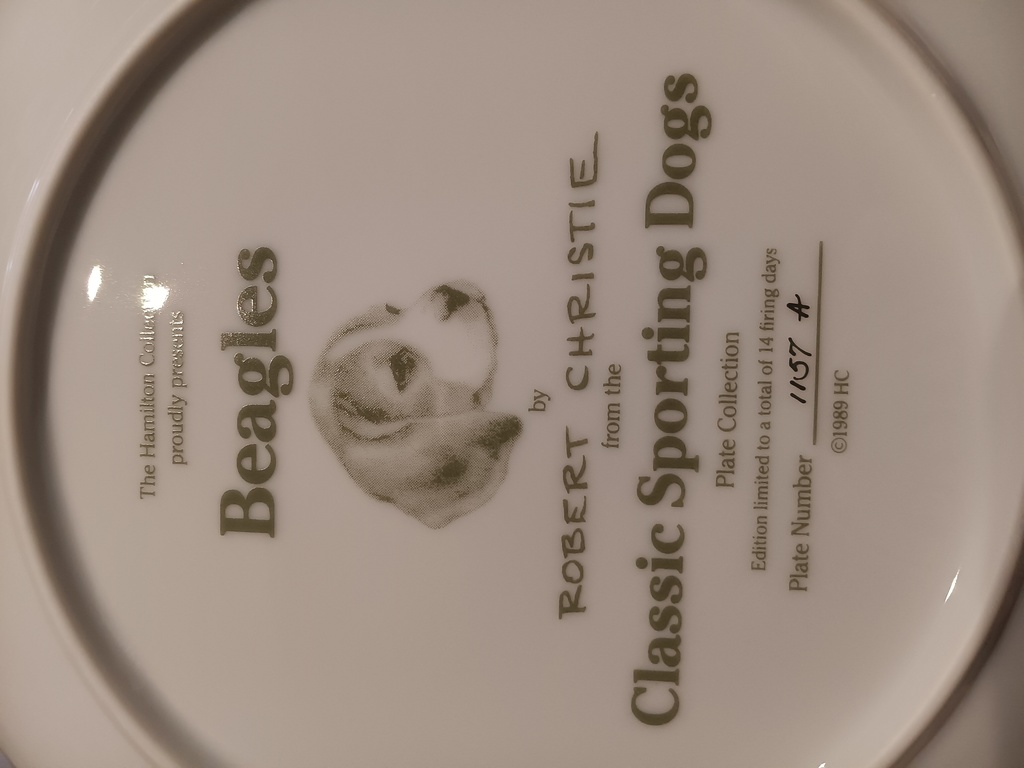 The Hamilton Collection
proudly presents
Beagles
by
ROBERT CHRISTIE
from the
Classic Sporting Dogs
Plate Collection
Edition limited to a total of 14 firing days
Plate Number 1157 A
©1989 HC